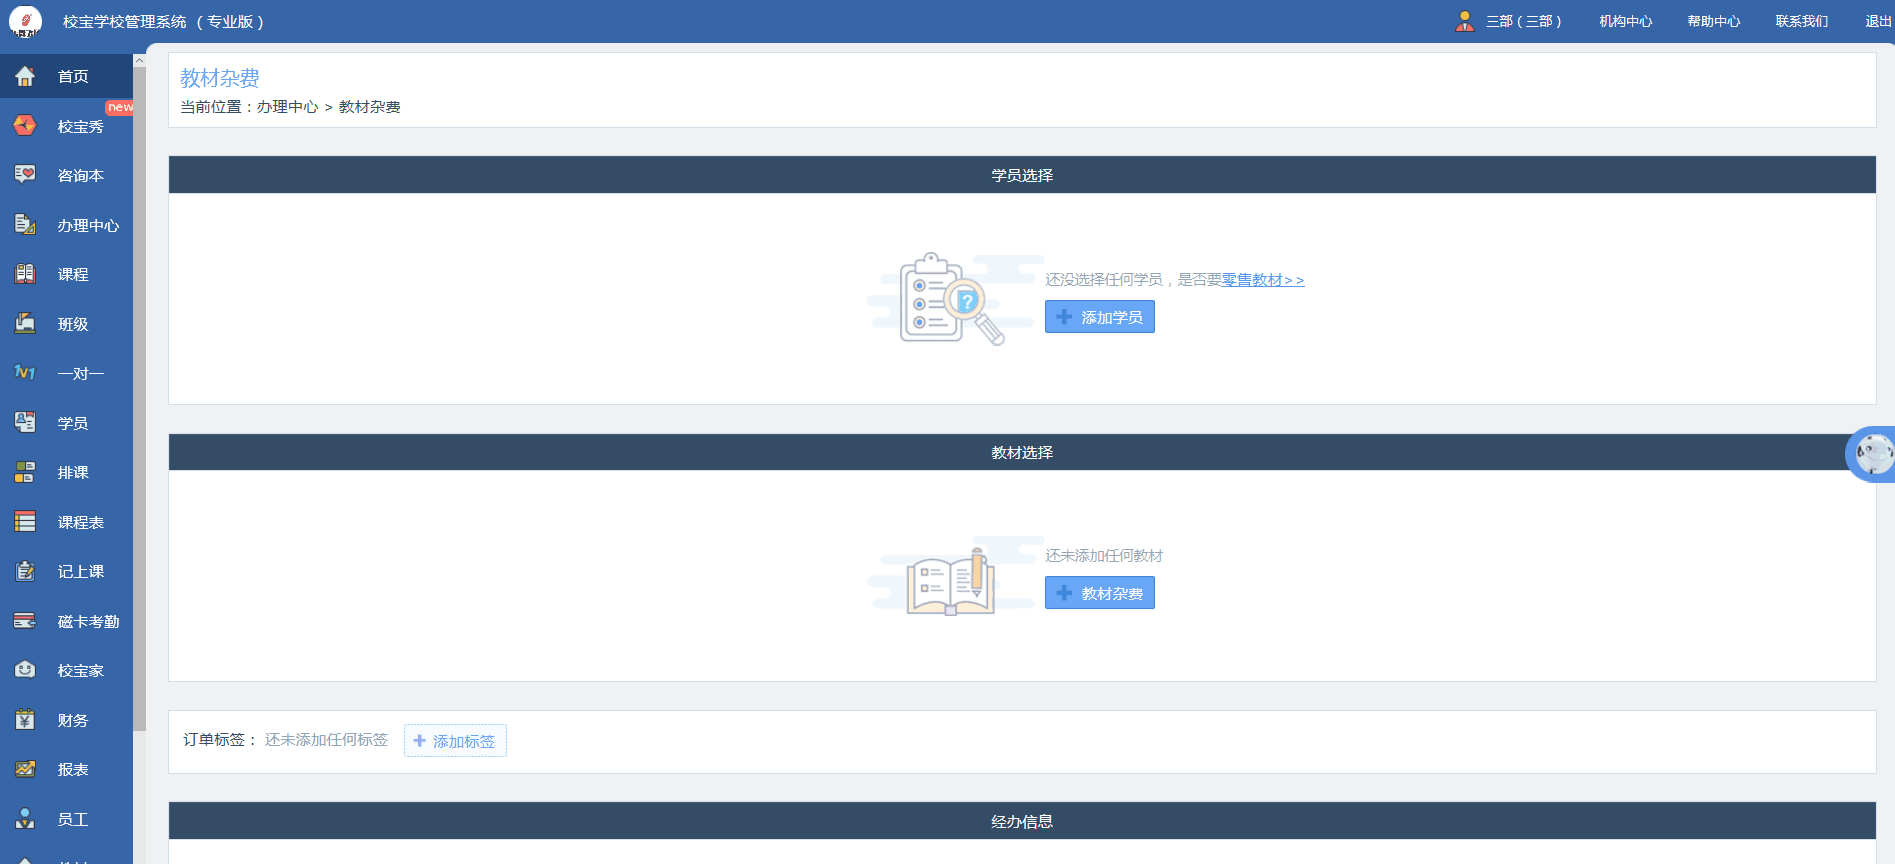 校宝学校管理系统 （专业版）
三部（三部）
机构中心
帮助中心
联系我们
退出
首页
new
校宝秀
咨询本
办理中心
课程
班级
一对一
学员
排课
课程表
记上课
磁卡考勤
校宝家
财务
报表
员工
教材杂费
当前位置：办理中心 > 教材杂费
学员选择
还没选择任何学员，是否要零售教材>>
添加学员
教材选择
还未添加任何教材
教材杂费
订单标签： 还未添加任何标签 添加标签
经办信息